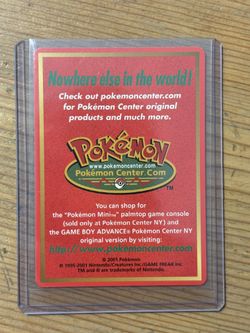 Nowhere else in the world!
Check out pokemoncenter.com
for Pokémon Center original
products and much more.
POKéMON
www.pokemoncenter.com
Pokémon Center.Com
TM
You can shop for
the "Pokémon Mini™" palmtop game console
(sold only at Pokémon Center NY) and
the GAME BOY ADVANCE® Pokémon Center NY
original version by visiting:
http://www.pokemoncenter.com
© 2001 Pokémon.
© 1995-2001 Nintendo/Creatures Inc./GAME FREAK Inc.
TM and ® are trademarks of Nintendo.